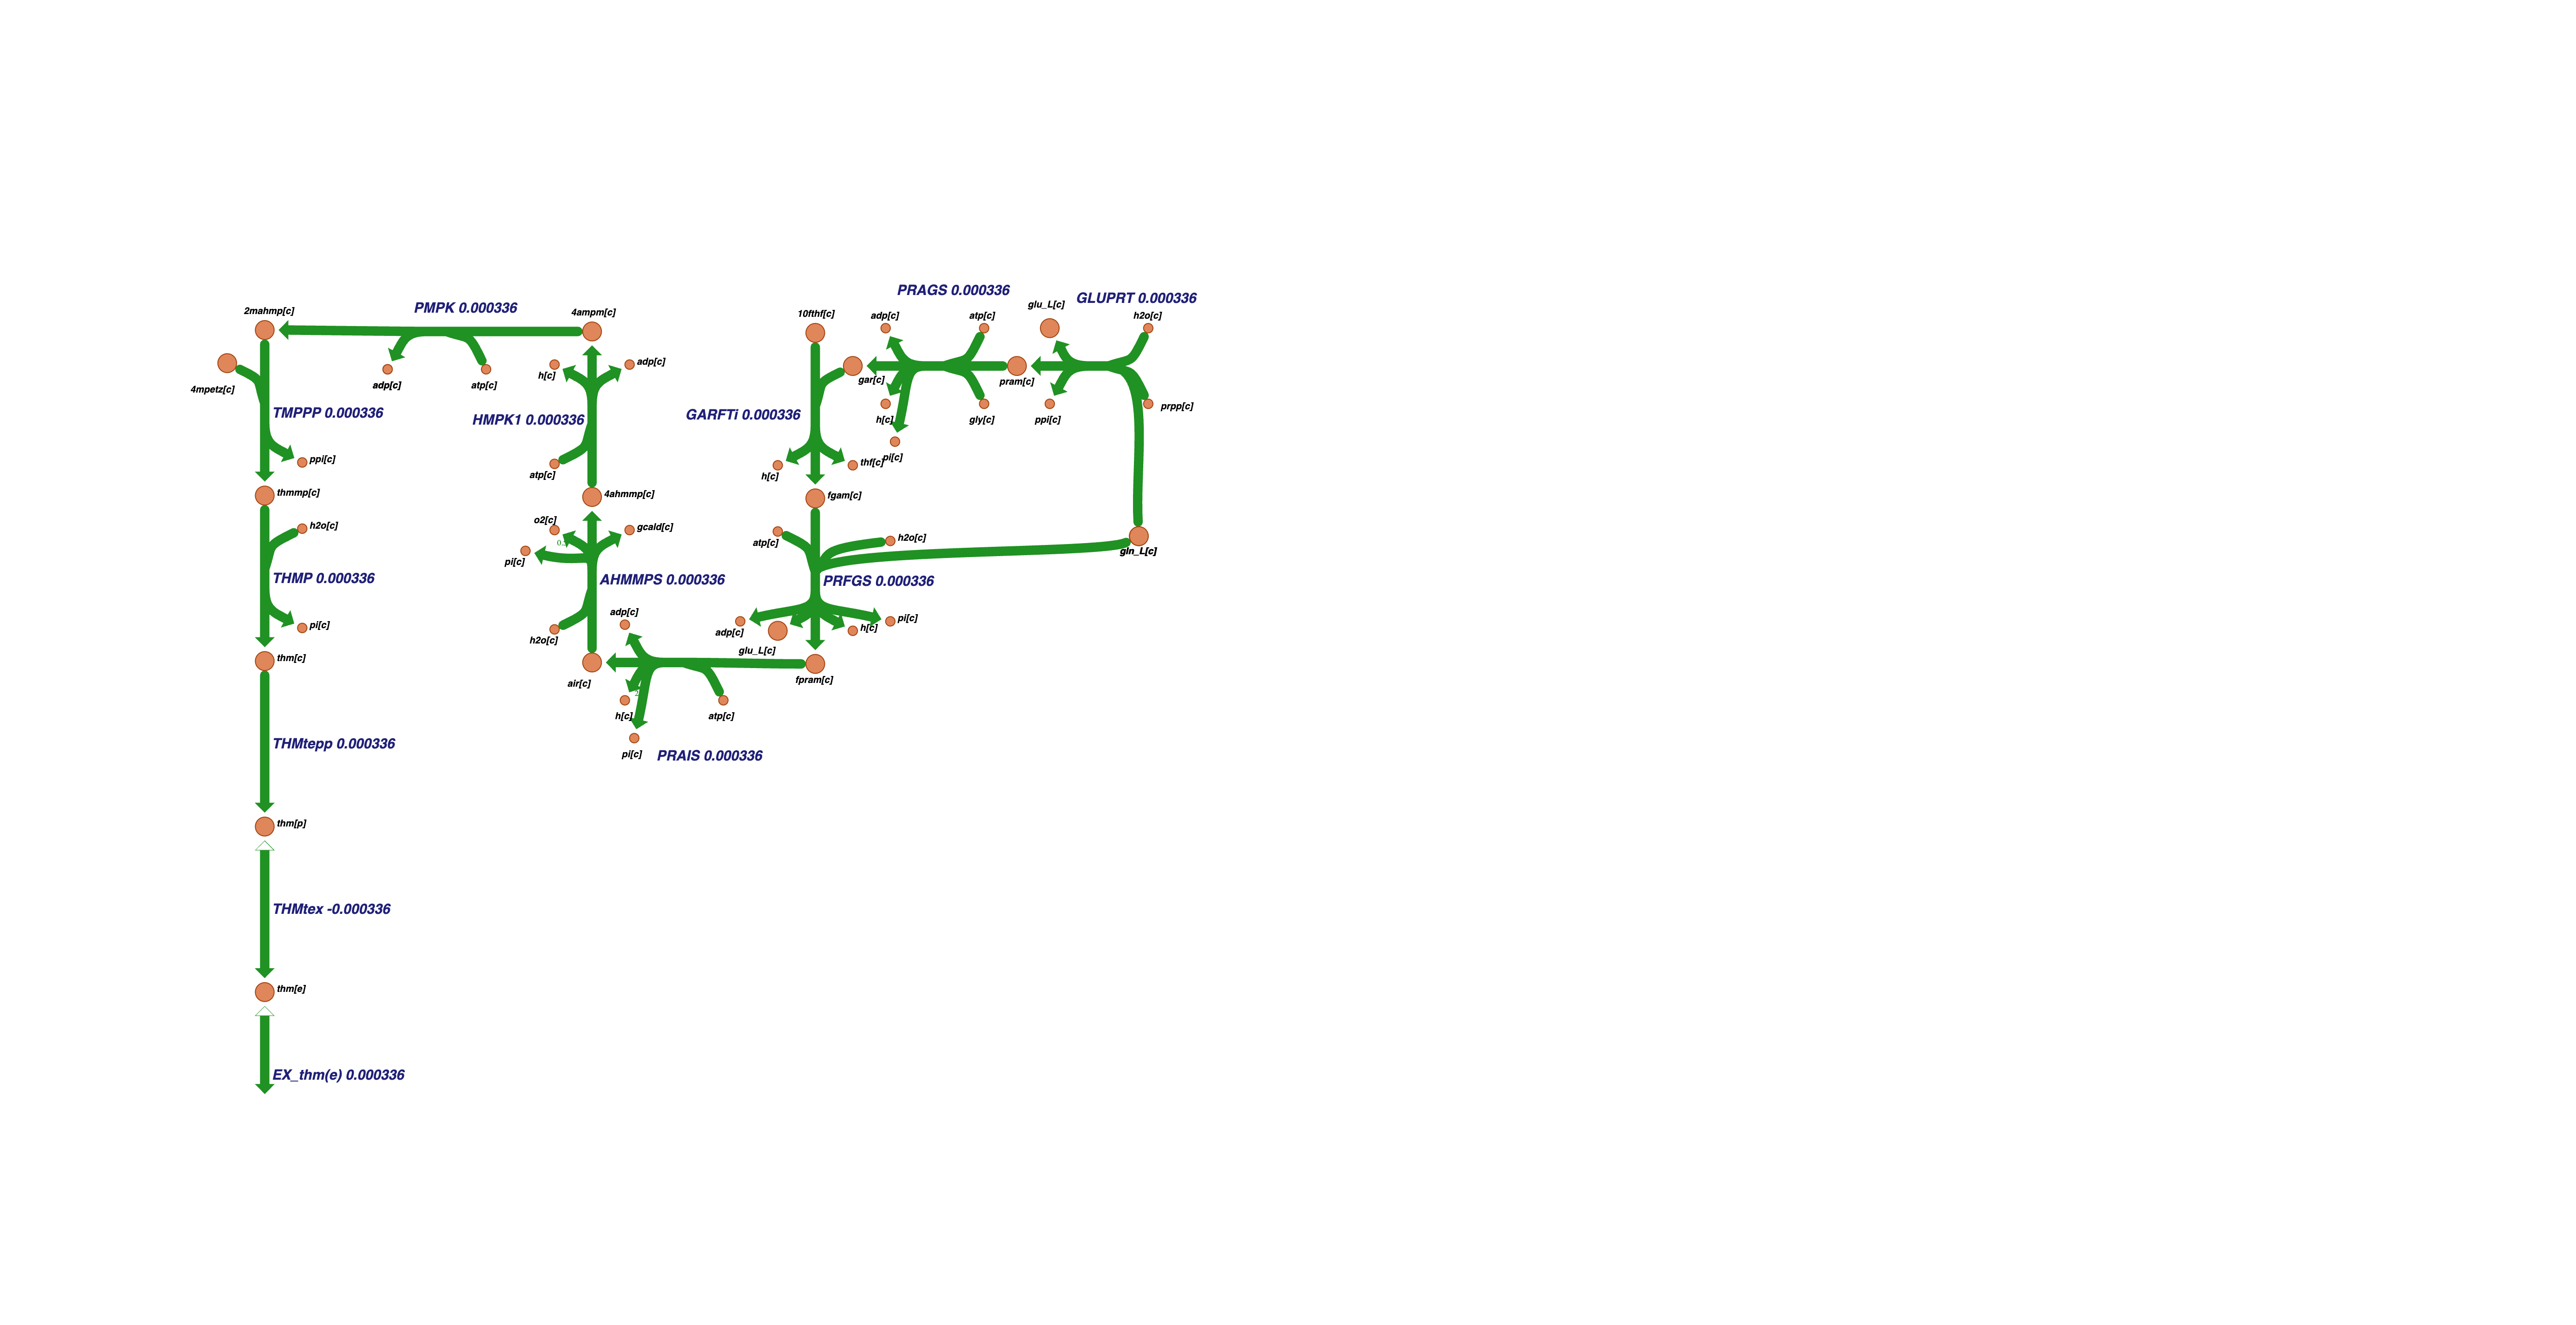 PRAGS 0.000336
GLUPRT 0.000336
glu_L[c]
2mahmp[c]
PMPK 0.000336
4ampm[c]
10fthf[c]
adp[c]
atp[c]
h2o[c]
4mpetz[c]
adp[c]
atp[c]
h[c]
adp[c]
gar[c]
pram[c]
TMPPP 0.000336
HMPK1 0.000336
GARFTi 0.000336
h[c]
gly[c]
ppi[c]
prpp[c]
ppi[c]
atp[c]
h[c]
thf[c]
pi[c]
thmmp[c]
4ahmmp[c]
fgam[c]
h2o[c]
o2[c]
gcald[c]
pi[c]
atp[c]
h2o[c]
gln_L[c]
THMP 0.000336
AHMMPS 0.000336
PRFGS 0.000336
pi[c]
h2o[c]
adp[c]
adp[c]
glu_L[c]
h[c]
pi[c]
thm[c]
air[c]
fpram[c]
h[c]
atp[c]
pi[c]
PRAIS 0.000336
THMtepp 0.000336
thm[p]
THMtex -0.000336
thm[e]
EX_thm(e) 0.000336